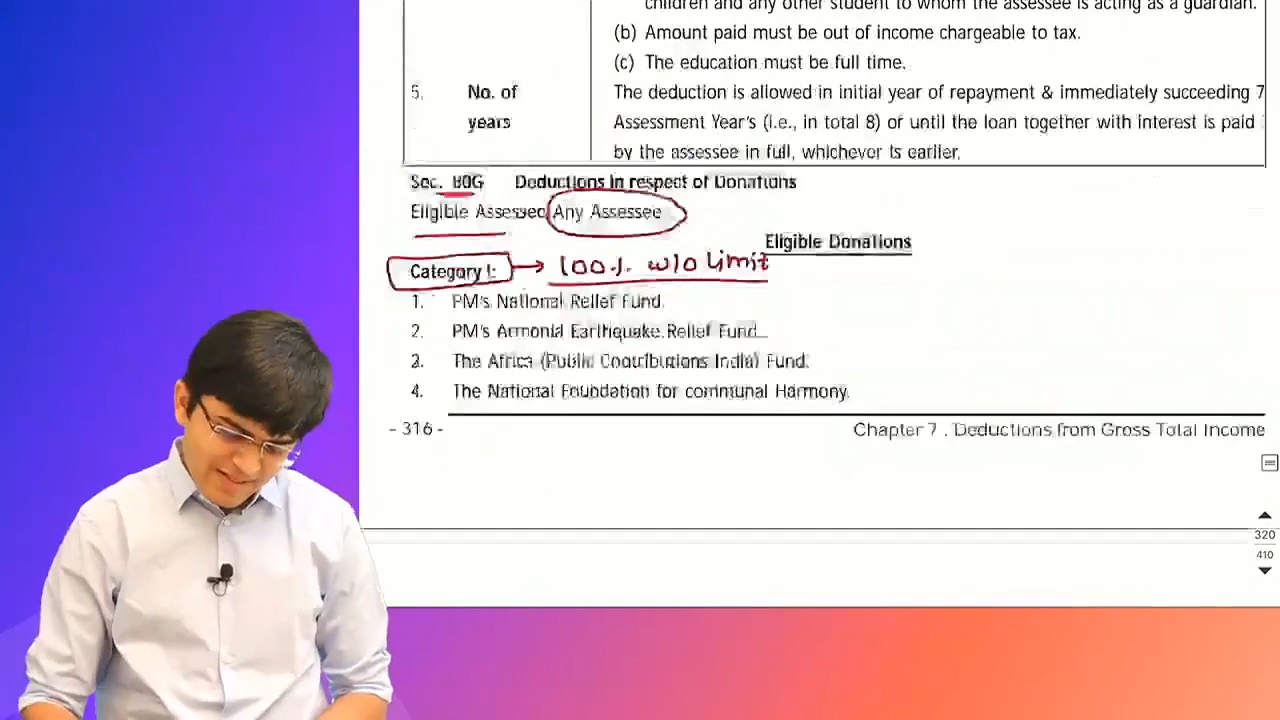 children and any other student to whom the assessee is acting as a guardian.
(b) Amount paid must be out of income chargeable to tax.
(c) The education must be full time.
5. No. of years The deduction is allowed in initial year of repayment & immediately succeeding 7
Assessment Year's (i.e., in total 8) or until the loan together with interest is paid
by the assessee in full, whichever is earlier.
Sec. 80G Deductions in respect of Donations
Eligible Assessee Any Assessee
Eligible Donations
Category I: → 100% w/o limit
1. PM's National Relief Fund
2. PM's Armenia Earthquake Relief Fund
3. The Africa (Public Contributions India) Fund.
4. The National Foundation for communal Harmony.
- 316 - Chapter 7 . Deductions from Gross Total Income
320
410